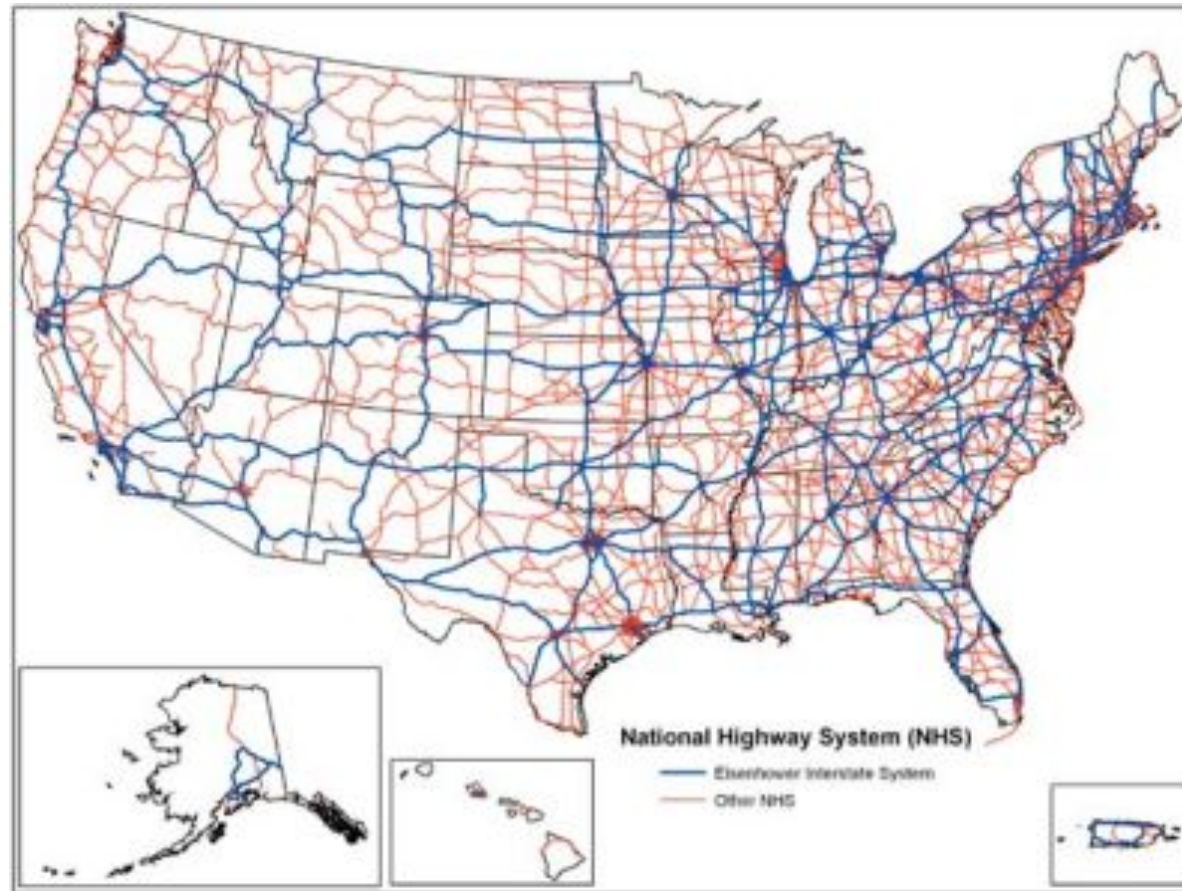 National Highway System (NHS)
Eisenhower Interstate System
Other NHS